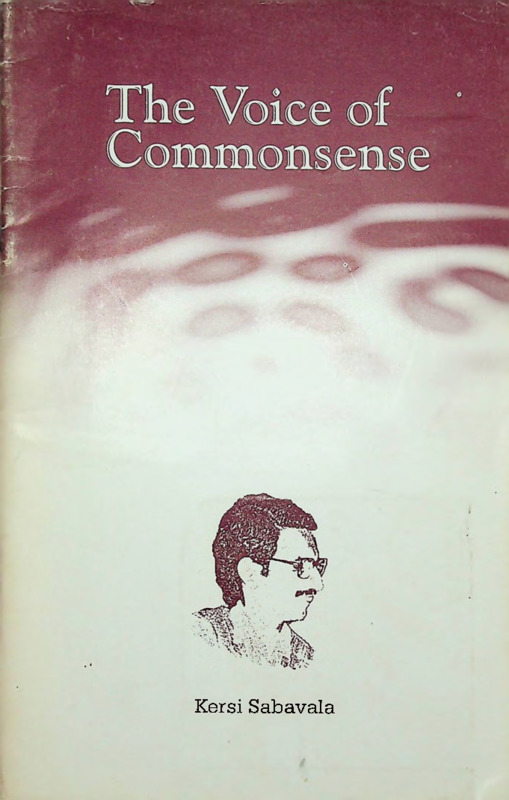 The Voice of
Commonsense
Kersi Sabavala